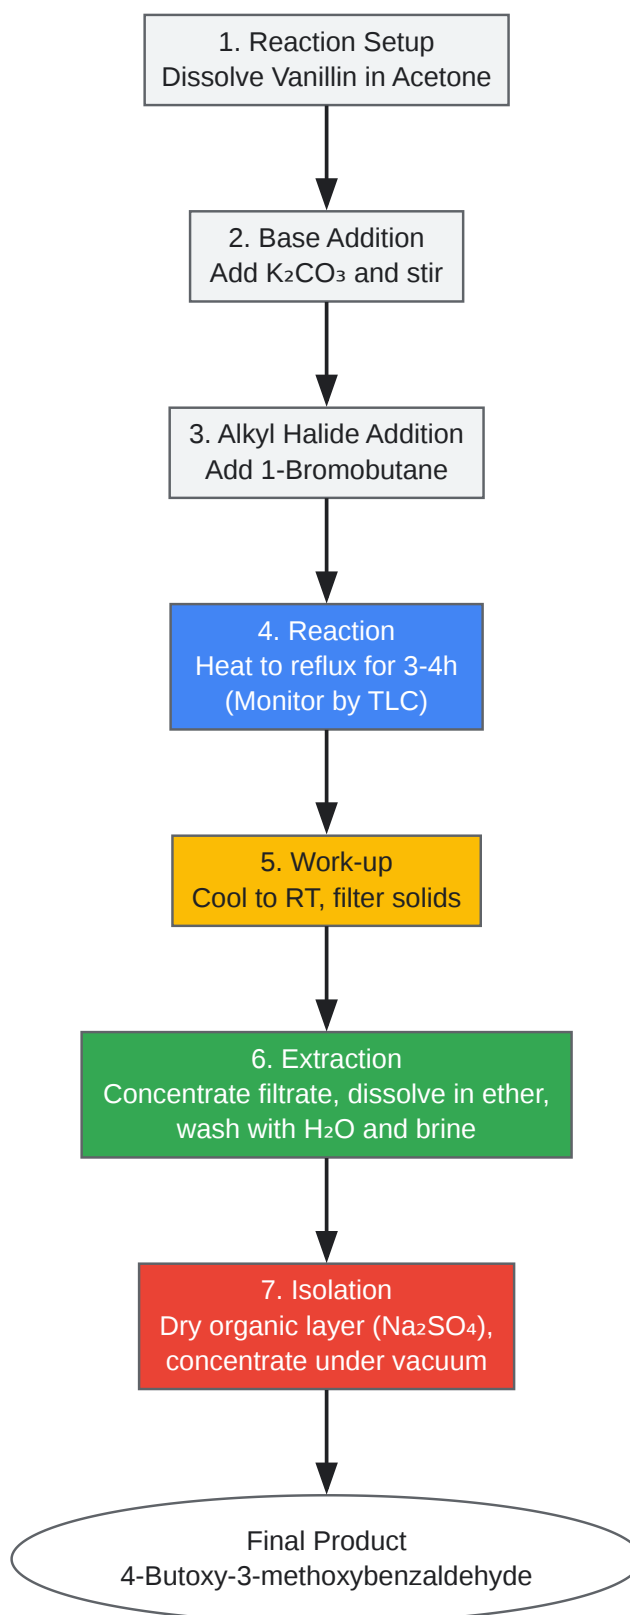 1. Reaction Setup
Dissolve Vanillin in Acetone
2. Base Addition
Add K₂CO₃ and stir
3. Alkyl Halide Addition
Add 1-Bromobutane
4. Reaction
Heat to reflux for 3-4h
(Monitor by TLC)
5. Work-up
Cool to RT, filter solids
6. Extraction
Concentrate filtrate, dissolve in ether,
wash with H₂O and brine
7. Isolation
Dry organic layer (Na₂SO₄),
concentrate under vacuum
Final Product
4-Butoxy-3-methoxybenzaldehyde